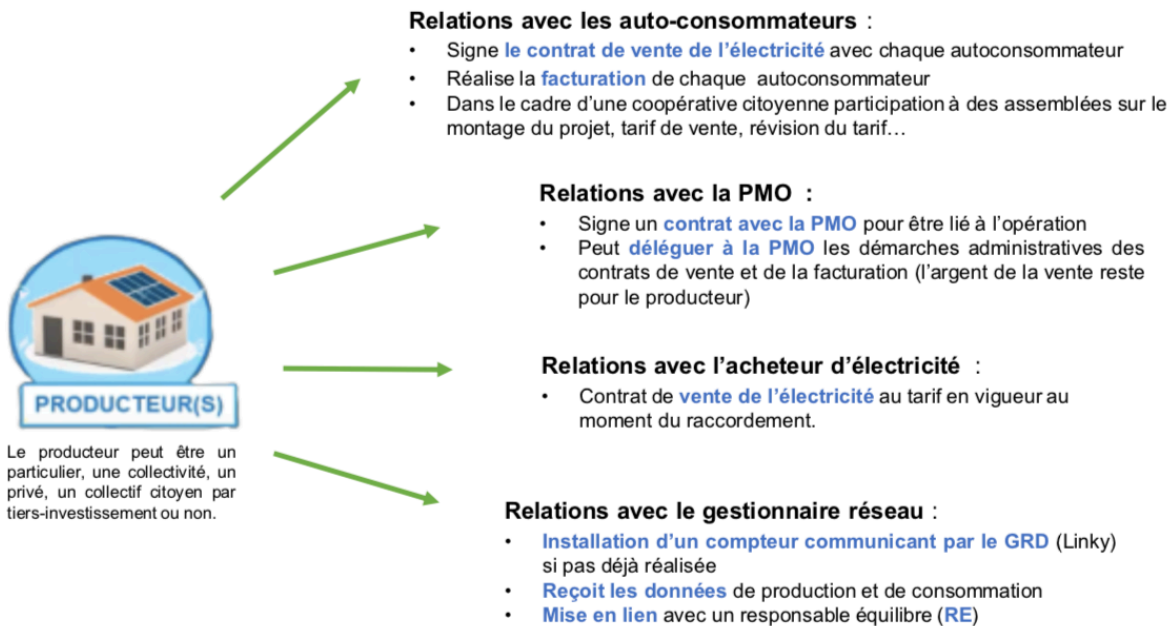 Relations avec les auto-consommateurs :
• Signe le contrat de vente de l'électricité avec chaque autoconsommateur
• Réalise la facturation de chaque autoconsommateur
• Dans le cadre d'une coopérative citoyenne participation à des assemblées sur le
montage du projet, tarif de vente, révision du tarif…
Relations avec la PMO :
• Signe un contrat avec la PMO pour être lié à l'opération
• Peut déléguer à la PMO les démarches administratives des
contrats de vente et de la facturation (l'argent de la vente reste
pour le producteur)
PRODUCTEUR(S)
Le producteur peut être un
particulier, une collectivité, un
privé, un collectif citoyen par
tiers-investissement ou non.
Relations avec l'acheteur d'électricité :
• Contrat de vente de l'électricité au tarif en vigueur au
moment du raccordement.
Relations avec le gestionnaire réseau :
• Installation d'un compteur communicant par le GRD (Linky)
si pas déjà réalisée
• Reçoit les données de production et de consommation
• Mise en lien avec un responsable équilibre (RE)